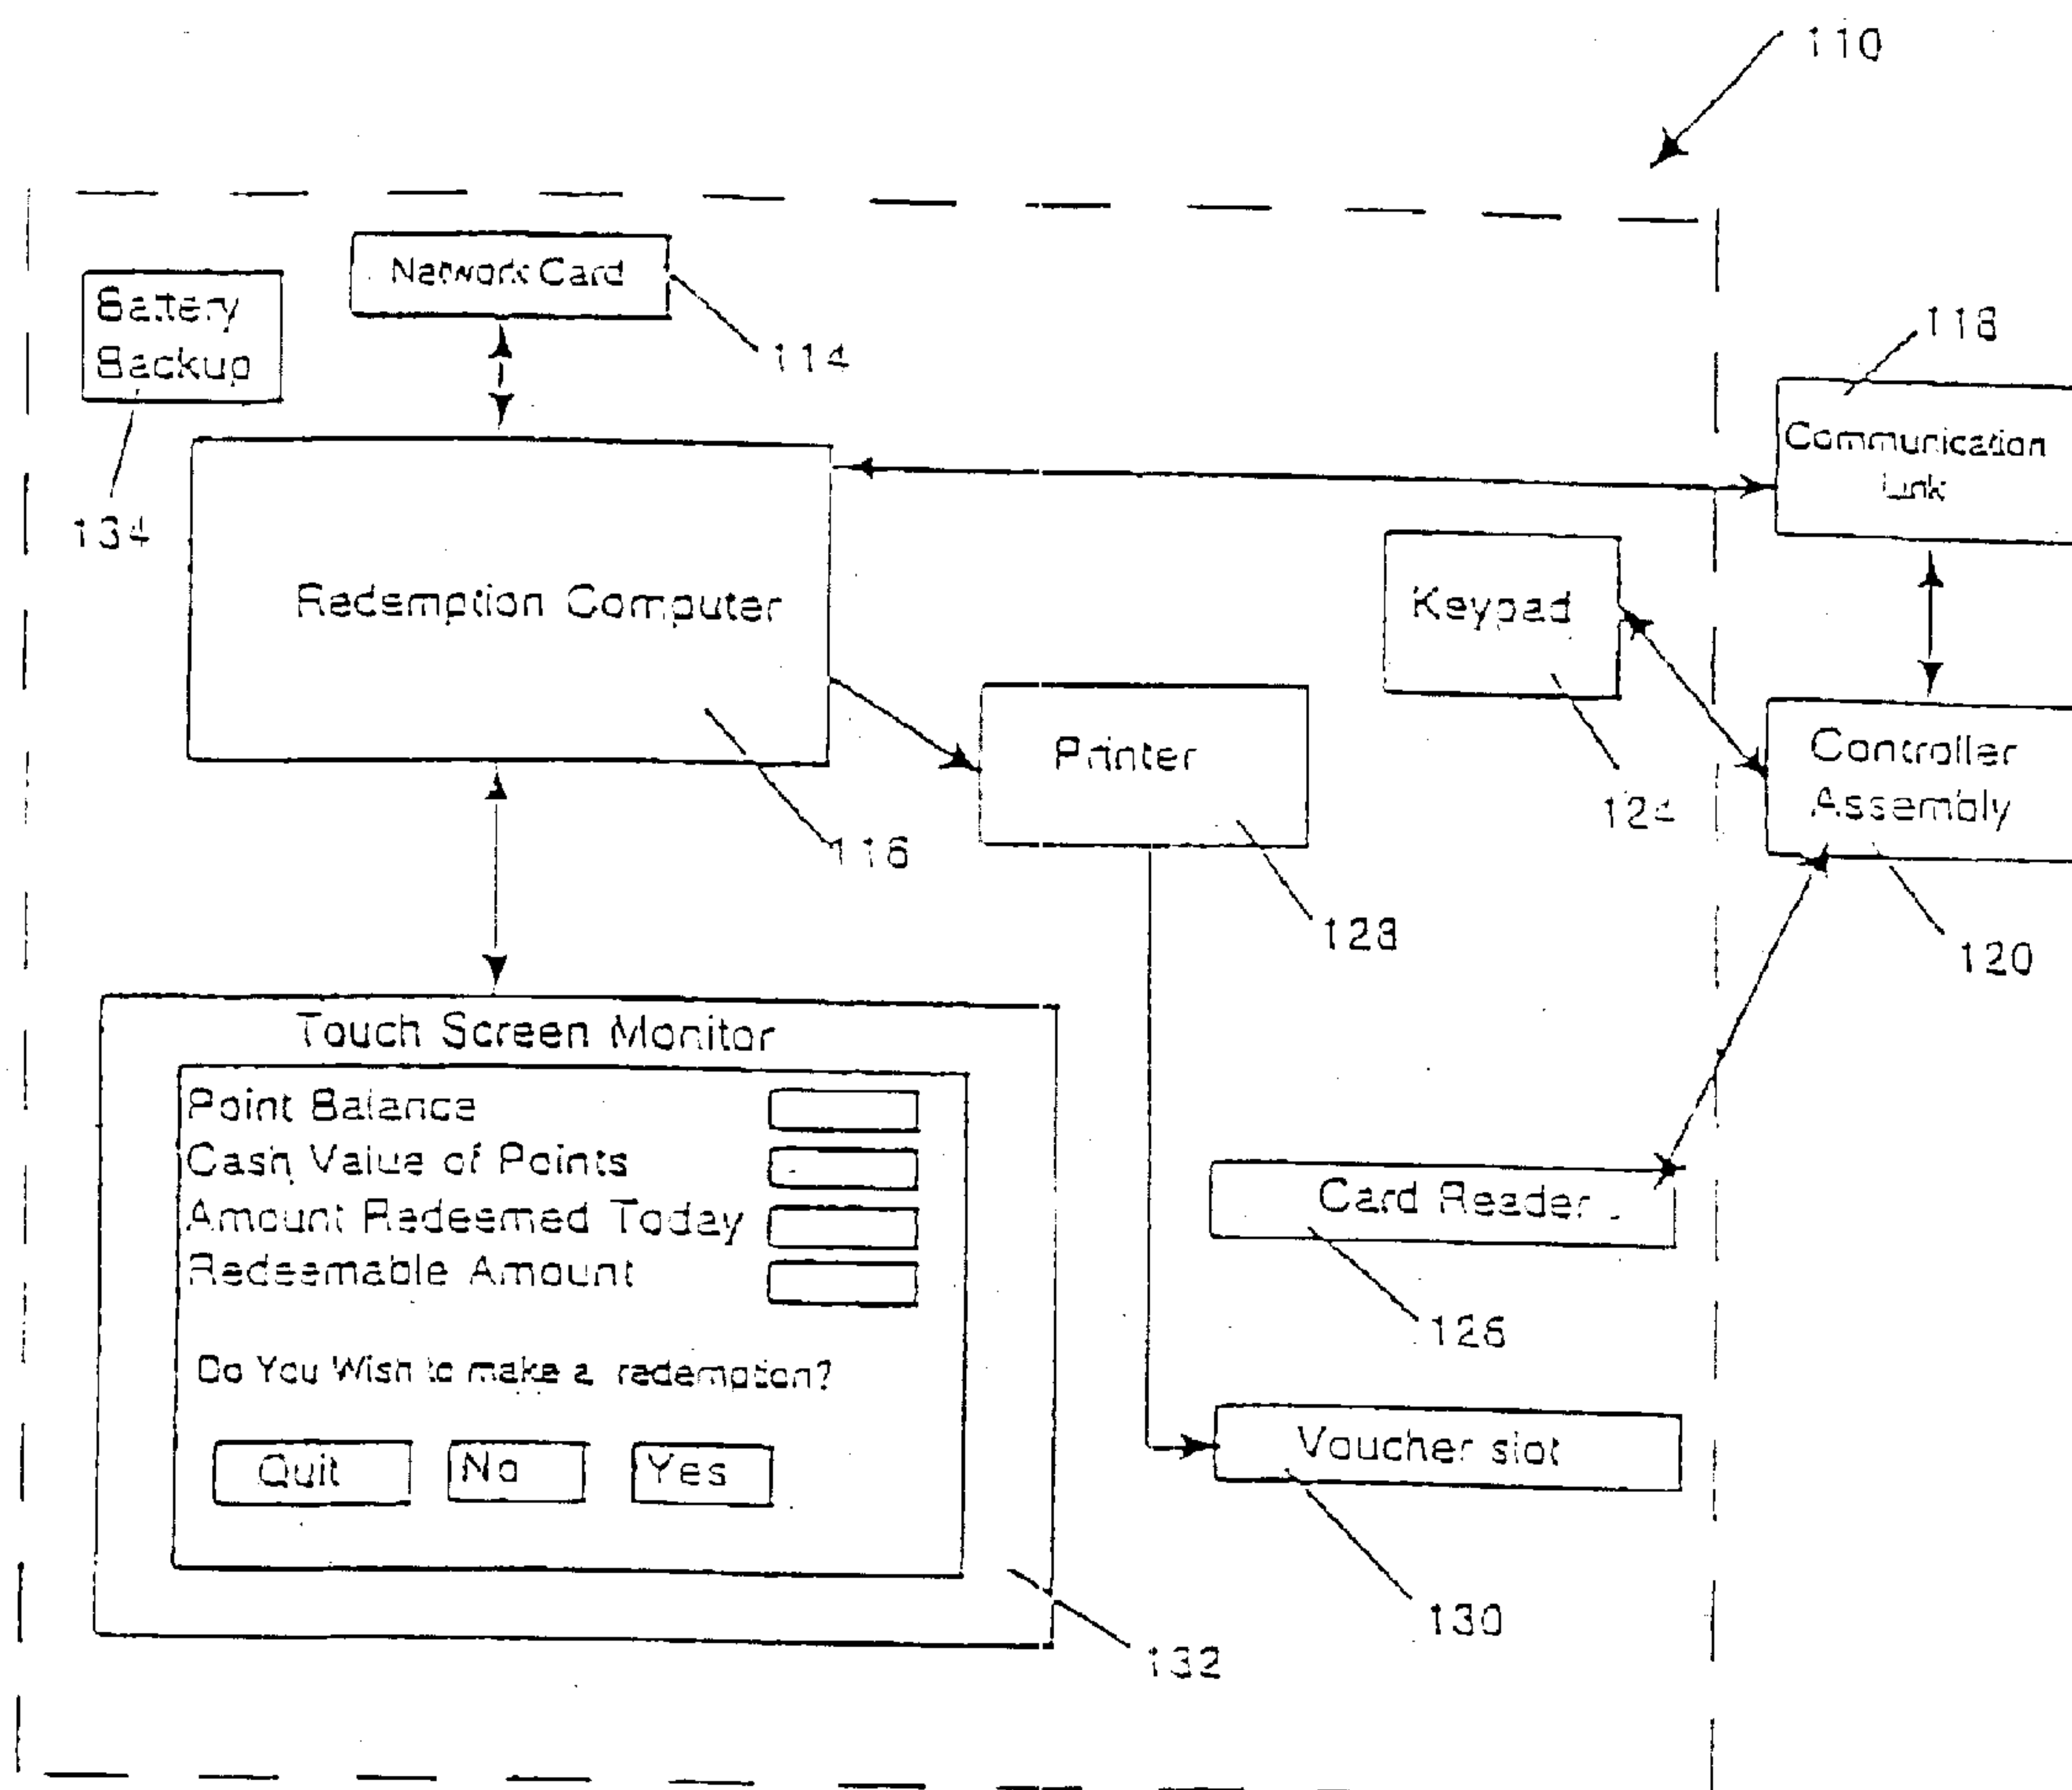 110
Network Card
Battery
Backup
114
118
Communication
Link
134
Redemption Computer
Keypad
Printer
Controller
Assembly
124
116
128
120
Touch Screen Monitor
Point Balance
Cash Value of Points
Amount Redeemed Today
Redeemable Amount
Card Reader
126
Do You Wish to make a redemption?
Quit
No
Yes
Voucher slot
130
132